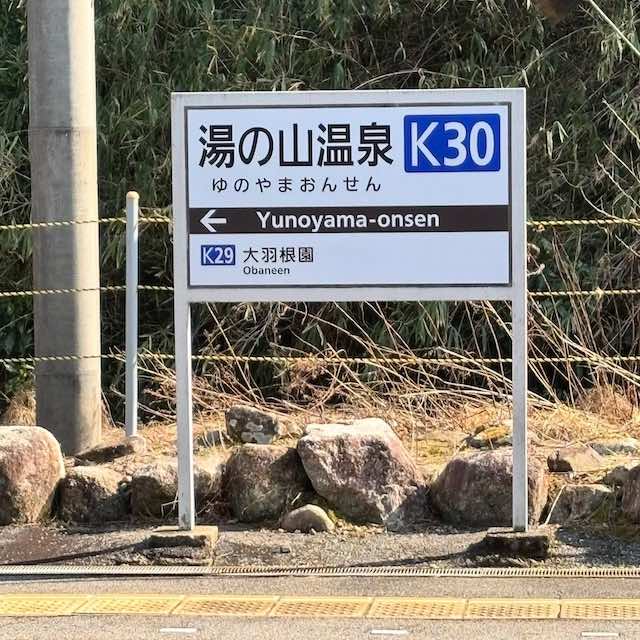 湯の山温泉 K30
ゆのやまおんせん
← Yunoyama-onsen
K29 大羽根園
Obaneen